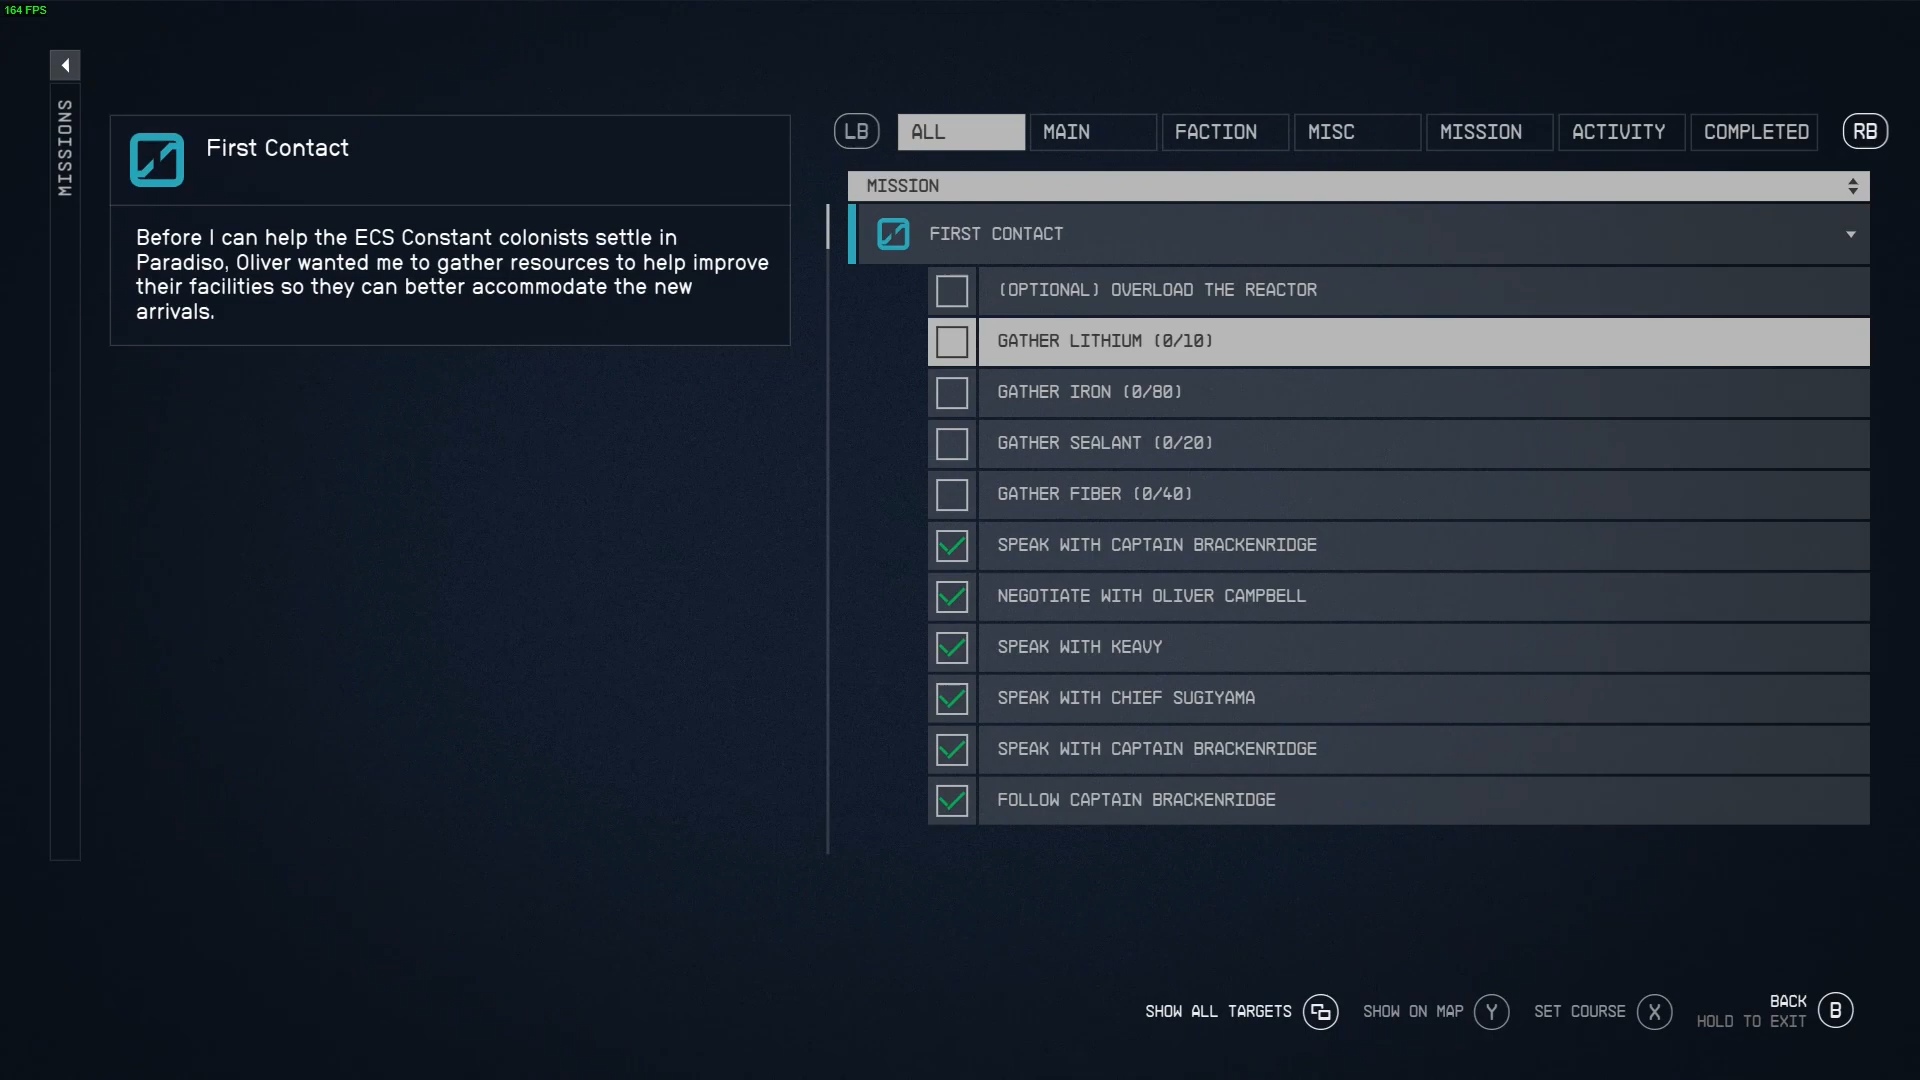 164 FPS
MISSIONS
First Contact
Before I can help the ECS Constant colonists settle in
Paradiso, Oliver wanted me to gather resources to help improve
their facilities so they can better accommodate the new
arrivals.
LB ALL MAIN FACTION MISC MISSION ACTIVITY COMPLETED RB
MISSION
FIRST CONTACT
(OPTIONAL) OVERLOAD THE REACTOR
GATHER LITHIUM (0/10)
GATHER IRON (0/80)
GATHER SEALANT (0/20)
GATHER FIBER (0/40)
SPEAK WITH CAPTAIN BRACKENRIDGE
NEGOTIATE WITH OLIVER CAMPBELL
SPEAK WITH KEAVY
SPEAK WITH CHIEF SUGIYAMA
SPEAK WITH CAPTAIN BRACKENRIDGE
FOLLOW CAPTAIN BRACKENRIDGE
SHOW ALL TARGETS SHOW ON MAP Y SET COURSE X BACK B
HOLD TO EXIT